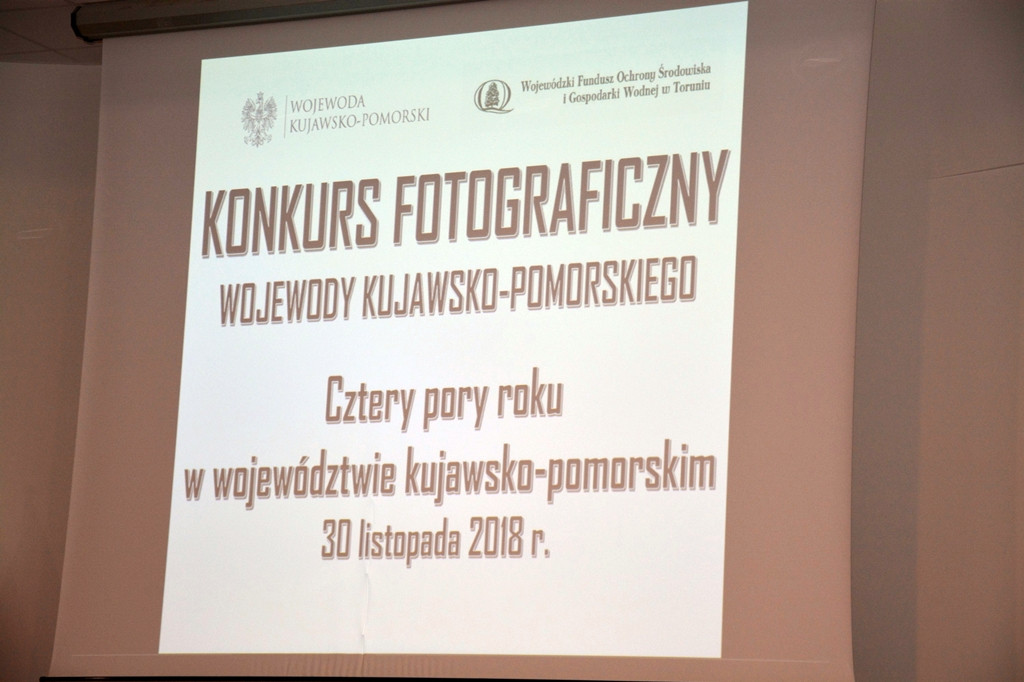 WOJEWODA
KUJAWSKO-POMORSKI
Wojewódzki Fundusz Ochrony Środowiska
i Gospodarki Wodnej w Toruniu
KONKURS FOTOGRAFICZNY
WOJEWODY KUJAWSKO-POMORSKIEGO
Cztery pory roku
w województwie kujawsko-pomorskim
30 listopada 2018 r.